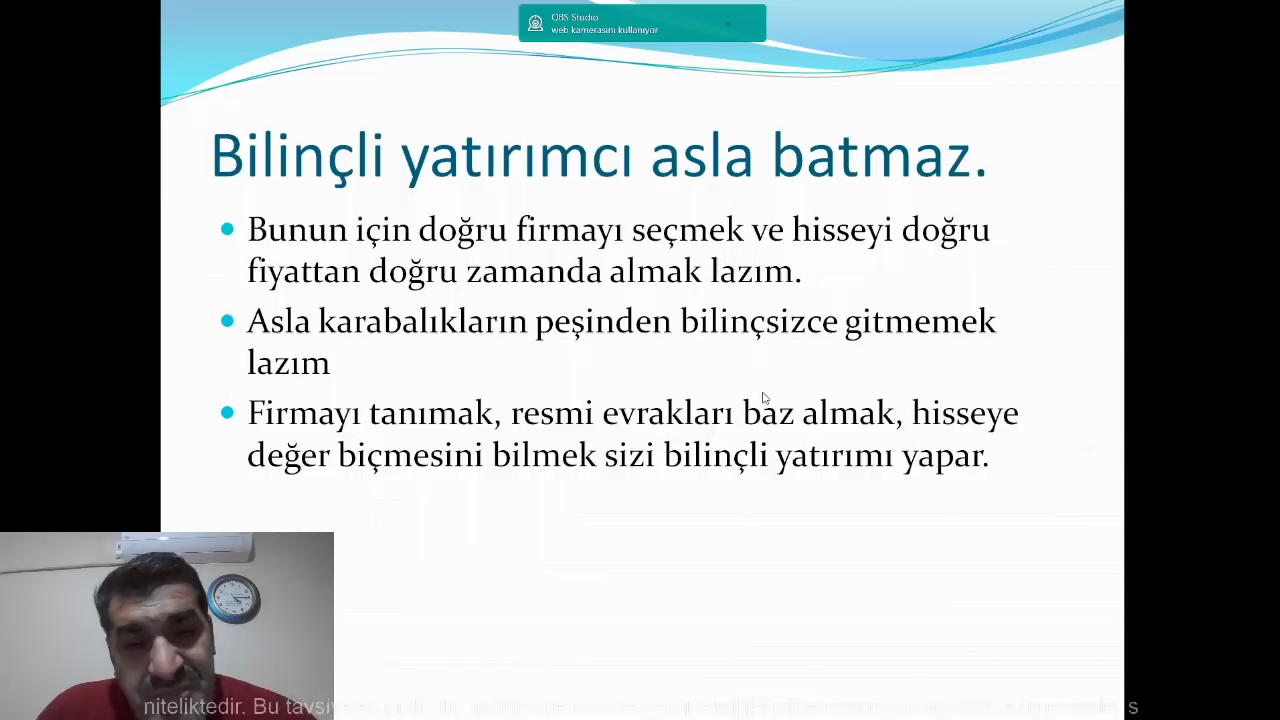 OBS Studio
web kamerasını kullanıyor
Bilinçli yatırımcı asla batmaz.
Bunun için doğru firmayı seçmek ve hisseyi doğru
fiyattan doğru zamanda almak lazım.
Asla karabalıkların peşinden bilinçsizce gitmemek
lazım
Firmayı tanımak, resmi evrakları baz almak, hisseye
değer biçmesini bilmek sizi bilinçli yatırımı yapar.
niteliktedir. Bu